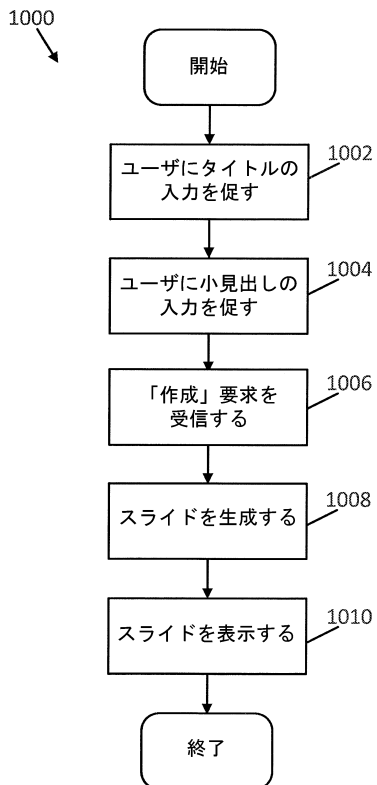 1000
開始
ユーザにタイトルの
入力を促す
1002
ユーザに小見出しの
入力を促す
1004
「作成」要求を
受信する
1006
スライドを生成する
1008
スライドを表示する
1010
終了